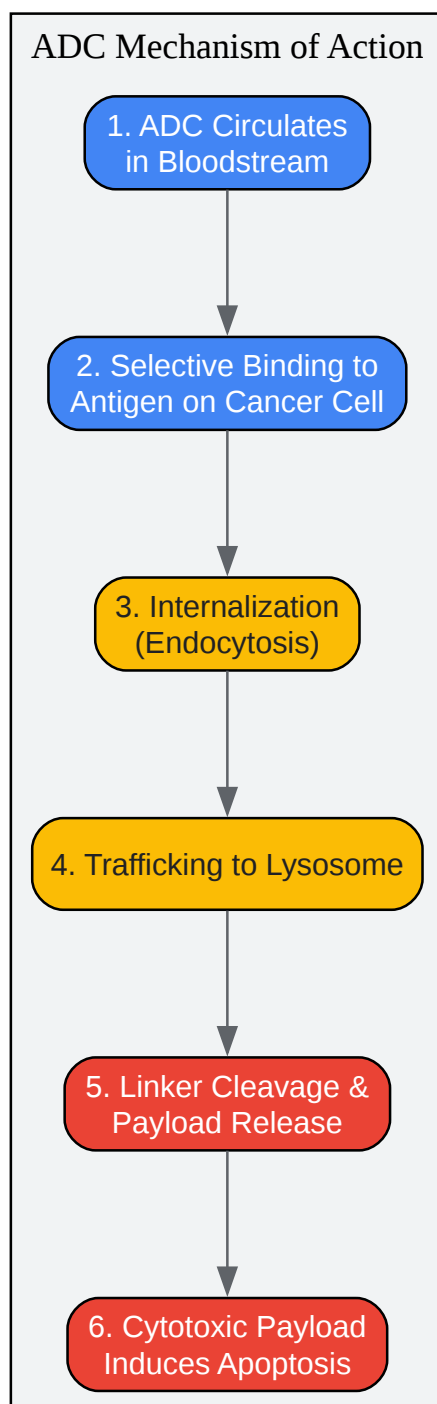 ADC Mechanism of Action
1. ADC Circulates
in Bloodstream
2. Selective Binding to
Antigen on Cancer Cell
3. Internalization
(Endocytosis)
4. Trafficking to Lysosome
5. Linker Cleavage &
Payload Release
6. Cytotoxic Payload
Induces Apoptosis